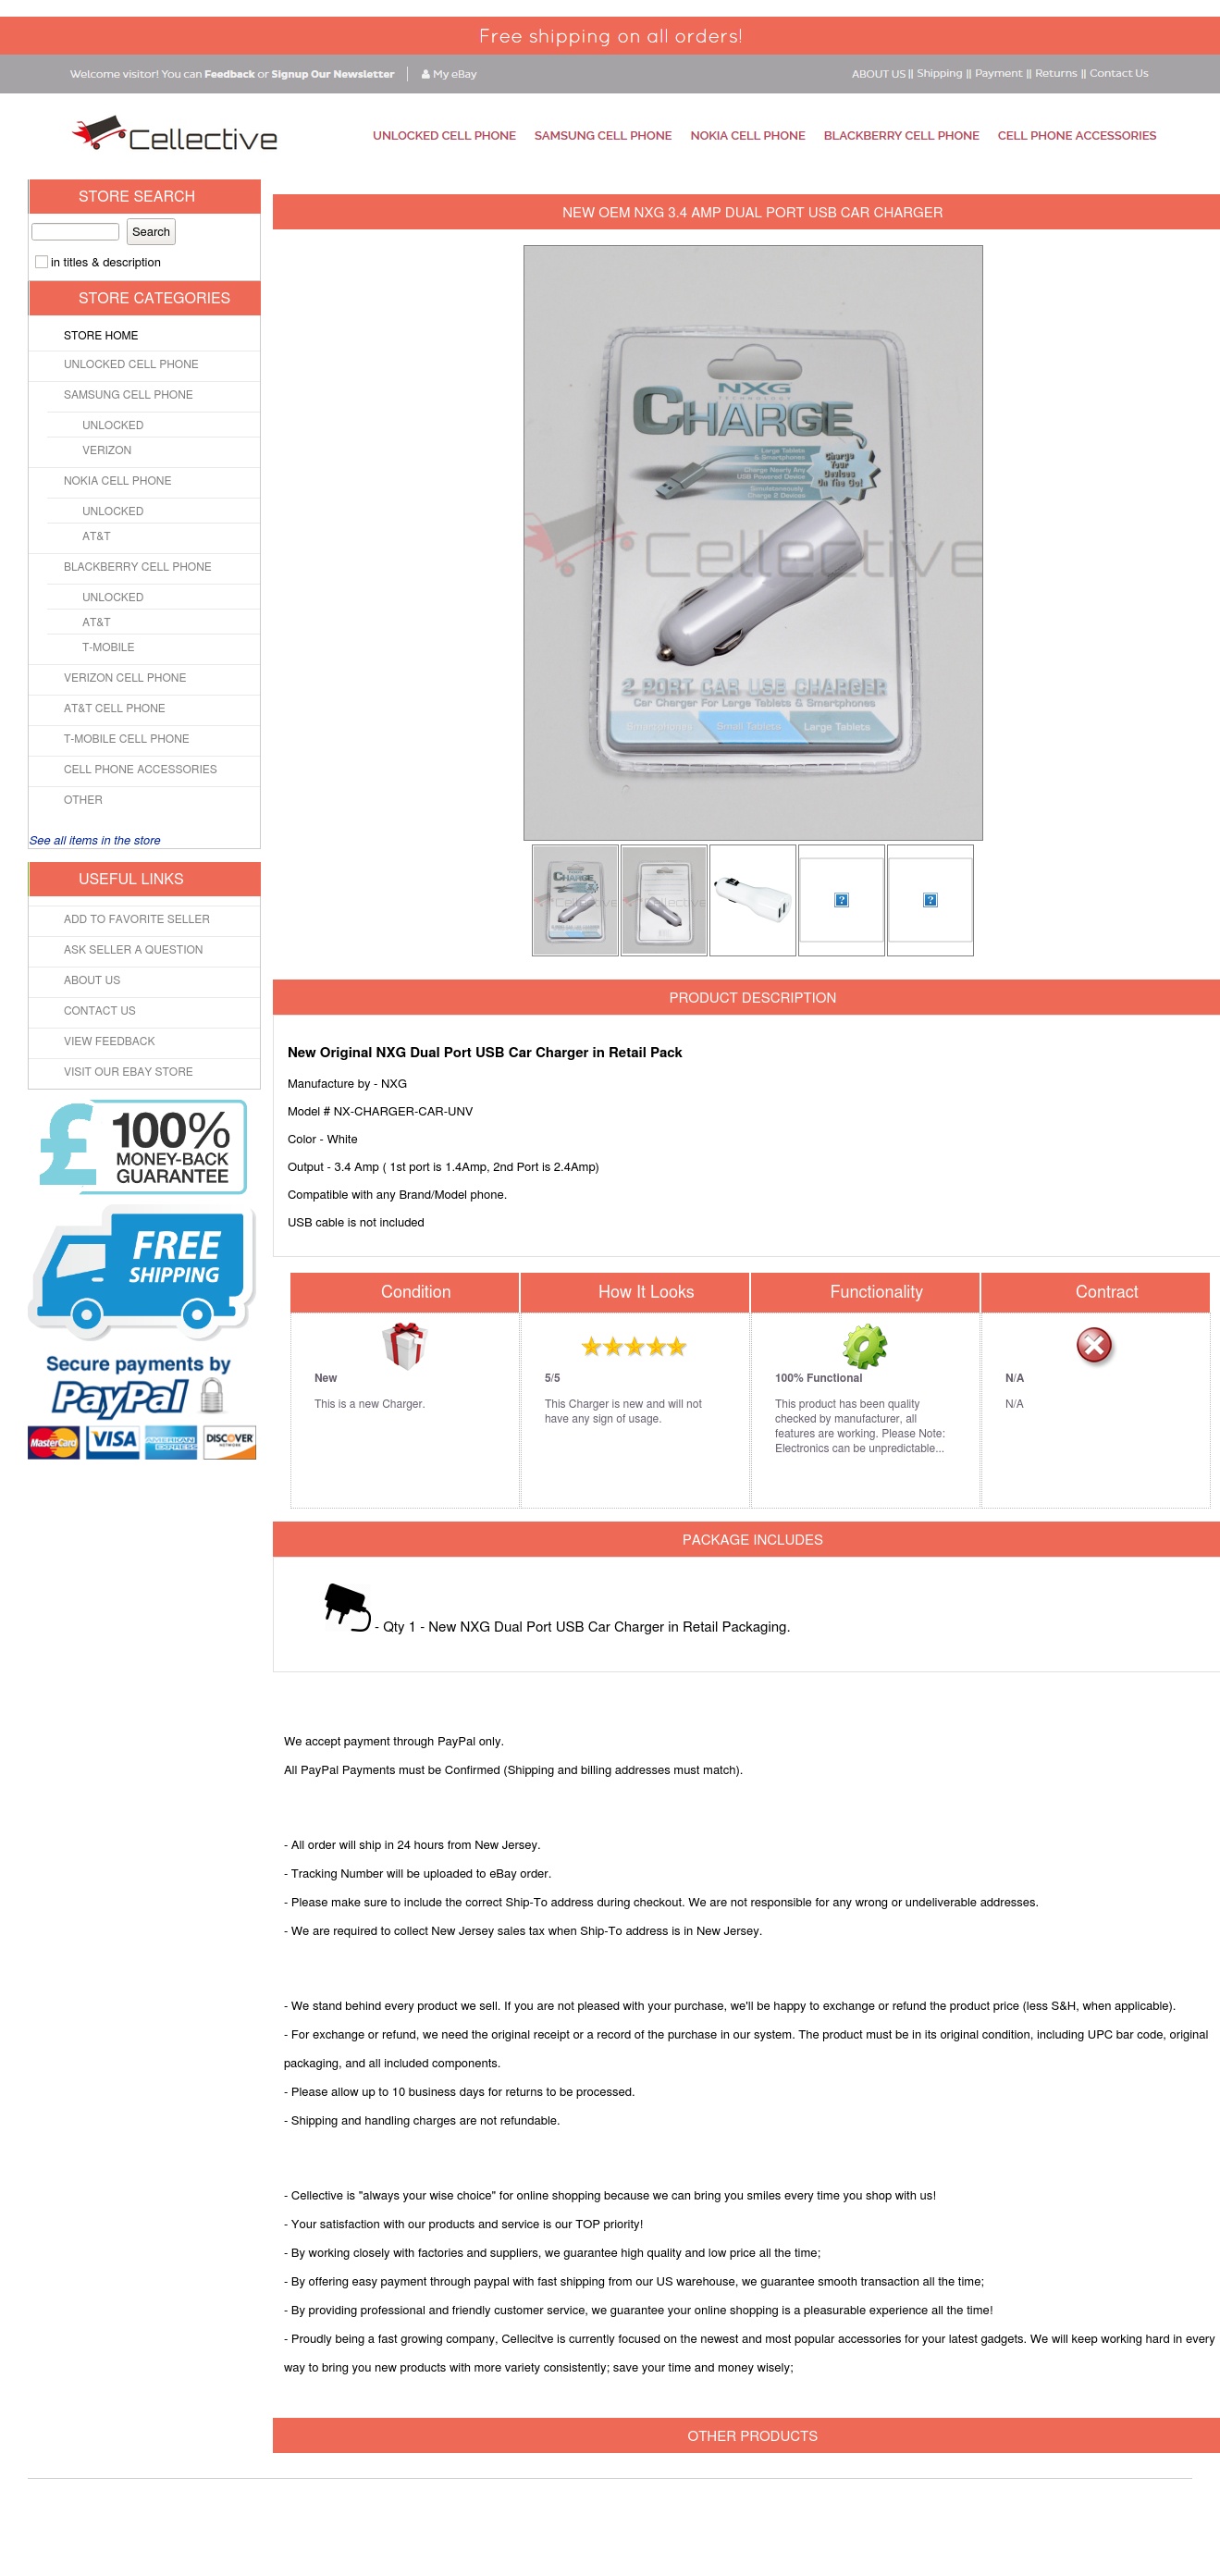 Free shipping on all orders!
Welcome visitor! You can Feedback or Signup Our Newsletter
My eBay
ABOUT US || Shipping || Payment || Returns || Contact Us
Cellective
UNLOCKED CELL PHONE
SAMSUNG CELL PHONE
NOKIA CELL PHONE
BLACKBERRY CELL PHONE
CELL PHONE ACCESSORIES
STORE SEARCH
Search
in titles & description
STORE CATEGORIES
STORE HOME
UNLOCKED CELL PHONE
SAMSUNG CELL PHONE
UNLOCKED
VERIZON
NOKIA CELL PHONE
UNLOCKED
AT&T
BLACKBERRY CELL PHONE
UNLOCKED
AT&T
T-MOBILE
VERIZON CELL PHONE
AT&T CELL PHONE
T-MOBILE CELL PHONE
CELL PHONE ACCESSORIES
OTHER
See all items in the store
USEFUL LINKS
ADD TO FAVORITE SELLER
ASK SELLER A QUESTION
ABOUT US
CONTACT US
VIEW FEEDBACK
VISIT OUR EBAY STORE
£ 100%
MONEY-BACK
GUARANTEE
FREE
SHIPPING
Secure payments by
PayPal
MasterCard
VISA
AMERICAN EXPRESS
DISCOVER
NETWORK
NEW OEM NXG 3.4 AMP DUAL PORT USB CAR CHARGER
NXG
TECHNOLOGY
CHARGE
Large Tablets
& Smartphones
Charge Nearly Any
USB Powered Device
Simultaneously
Charge 2 Devices
Charge
Your
Devices
On The Go!
Cellective
2 PORT CAR USB CHARGER
Car Charger For Large Tablets & Smartphones
Smartphones
Small Tablets
Large Tablets
CHARGE
PRODUCT DESCRIPTION
New Original NXG Dual Port USB Car Charger in Retail Pack
Manufacture by - NXG
Model # NX-CHARGER-CAR-UNV
Color - White
Output - 3.4 Amp ( 1st port is 1.4Amp, 2nd Port is 2.4Amp)
Compatible with any Brand/Model phone.
USB cable is not included
Condition
New
This is a new Charger.
How It Looks
5/5
This Charger is new and will not
have any sign of usage.
Functionality
100% Functional
This product has been quality
checked by manufacturer, all
features are working. Please Note:
Electronics can be unpredictable...
Contract
N/A
N/A
PACKAGE INCLUDES
- Qty 1 - New NXG Dual Port USB Car Charger in Retail Packaging.
We accept payment through PayPal only.
All PayPal Payments must be Confirmed (Shipping and billing addresses must match).
- All order will ship in 24 hours from New Jersey.
- Tracking Number will be uploaded to eBay order.
- Please make sure to include the correct Ship-To address during checkout. We are not responsible for any wrong or undeliverable addresses.
- We are required to collect New Jersey sales tax when Ship-To address is in New Jersey.
- We stand behind every product we sell. If you are not pleased with your purchase, we'll be happy to exchange or refund the product price (less S&H, when applicable).
- For exchange or refund, we need the original receipt or a record of the purchase in our system. The product must be in its original condition, including UPC bar code, original
packaging, and all included components.
- Please allow up to 10 business days for returns to be processed.
- Shipping and handling charges are not refundable.
- Cellective is "always your wise choice" for online shopping because we can bring you smiles every time you shop with us!
- Your satisfaction with our products and service is our TOP priority!
- By working closely with factories and suppliers, we guarantee high quality and low price all the time;
- By offering easy payment through paypal with fast shipping from our US warehouse, we guarantee smooth transaction all the time;
- By providing professional and friendly customer service, we guarantee your online shopping is a pleasurable experience all the time!
- Proudly being a fast growing company, Cellecitve is currently focused on the newest and most popular accessories for your latest gadgets. We will keep working hard in every
way to bring you new products with more variety consistently; save your time and money wisely;
OTHER PRODUCTS